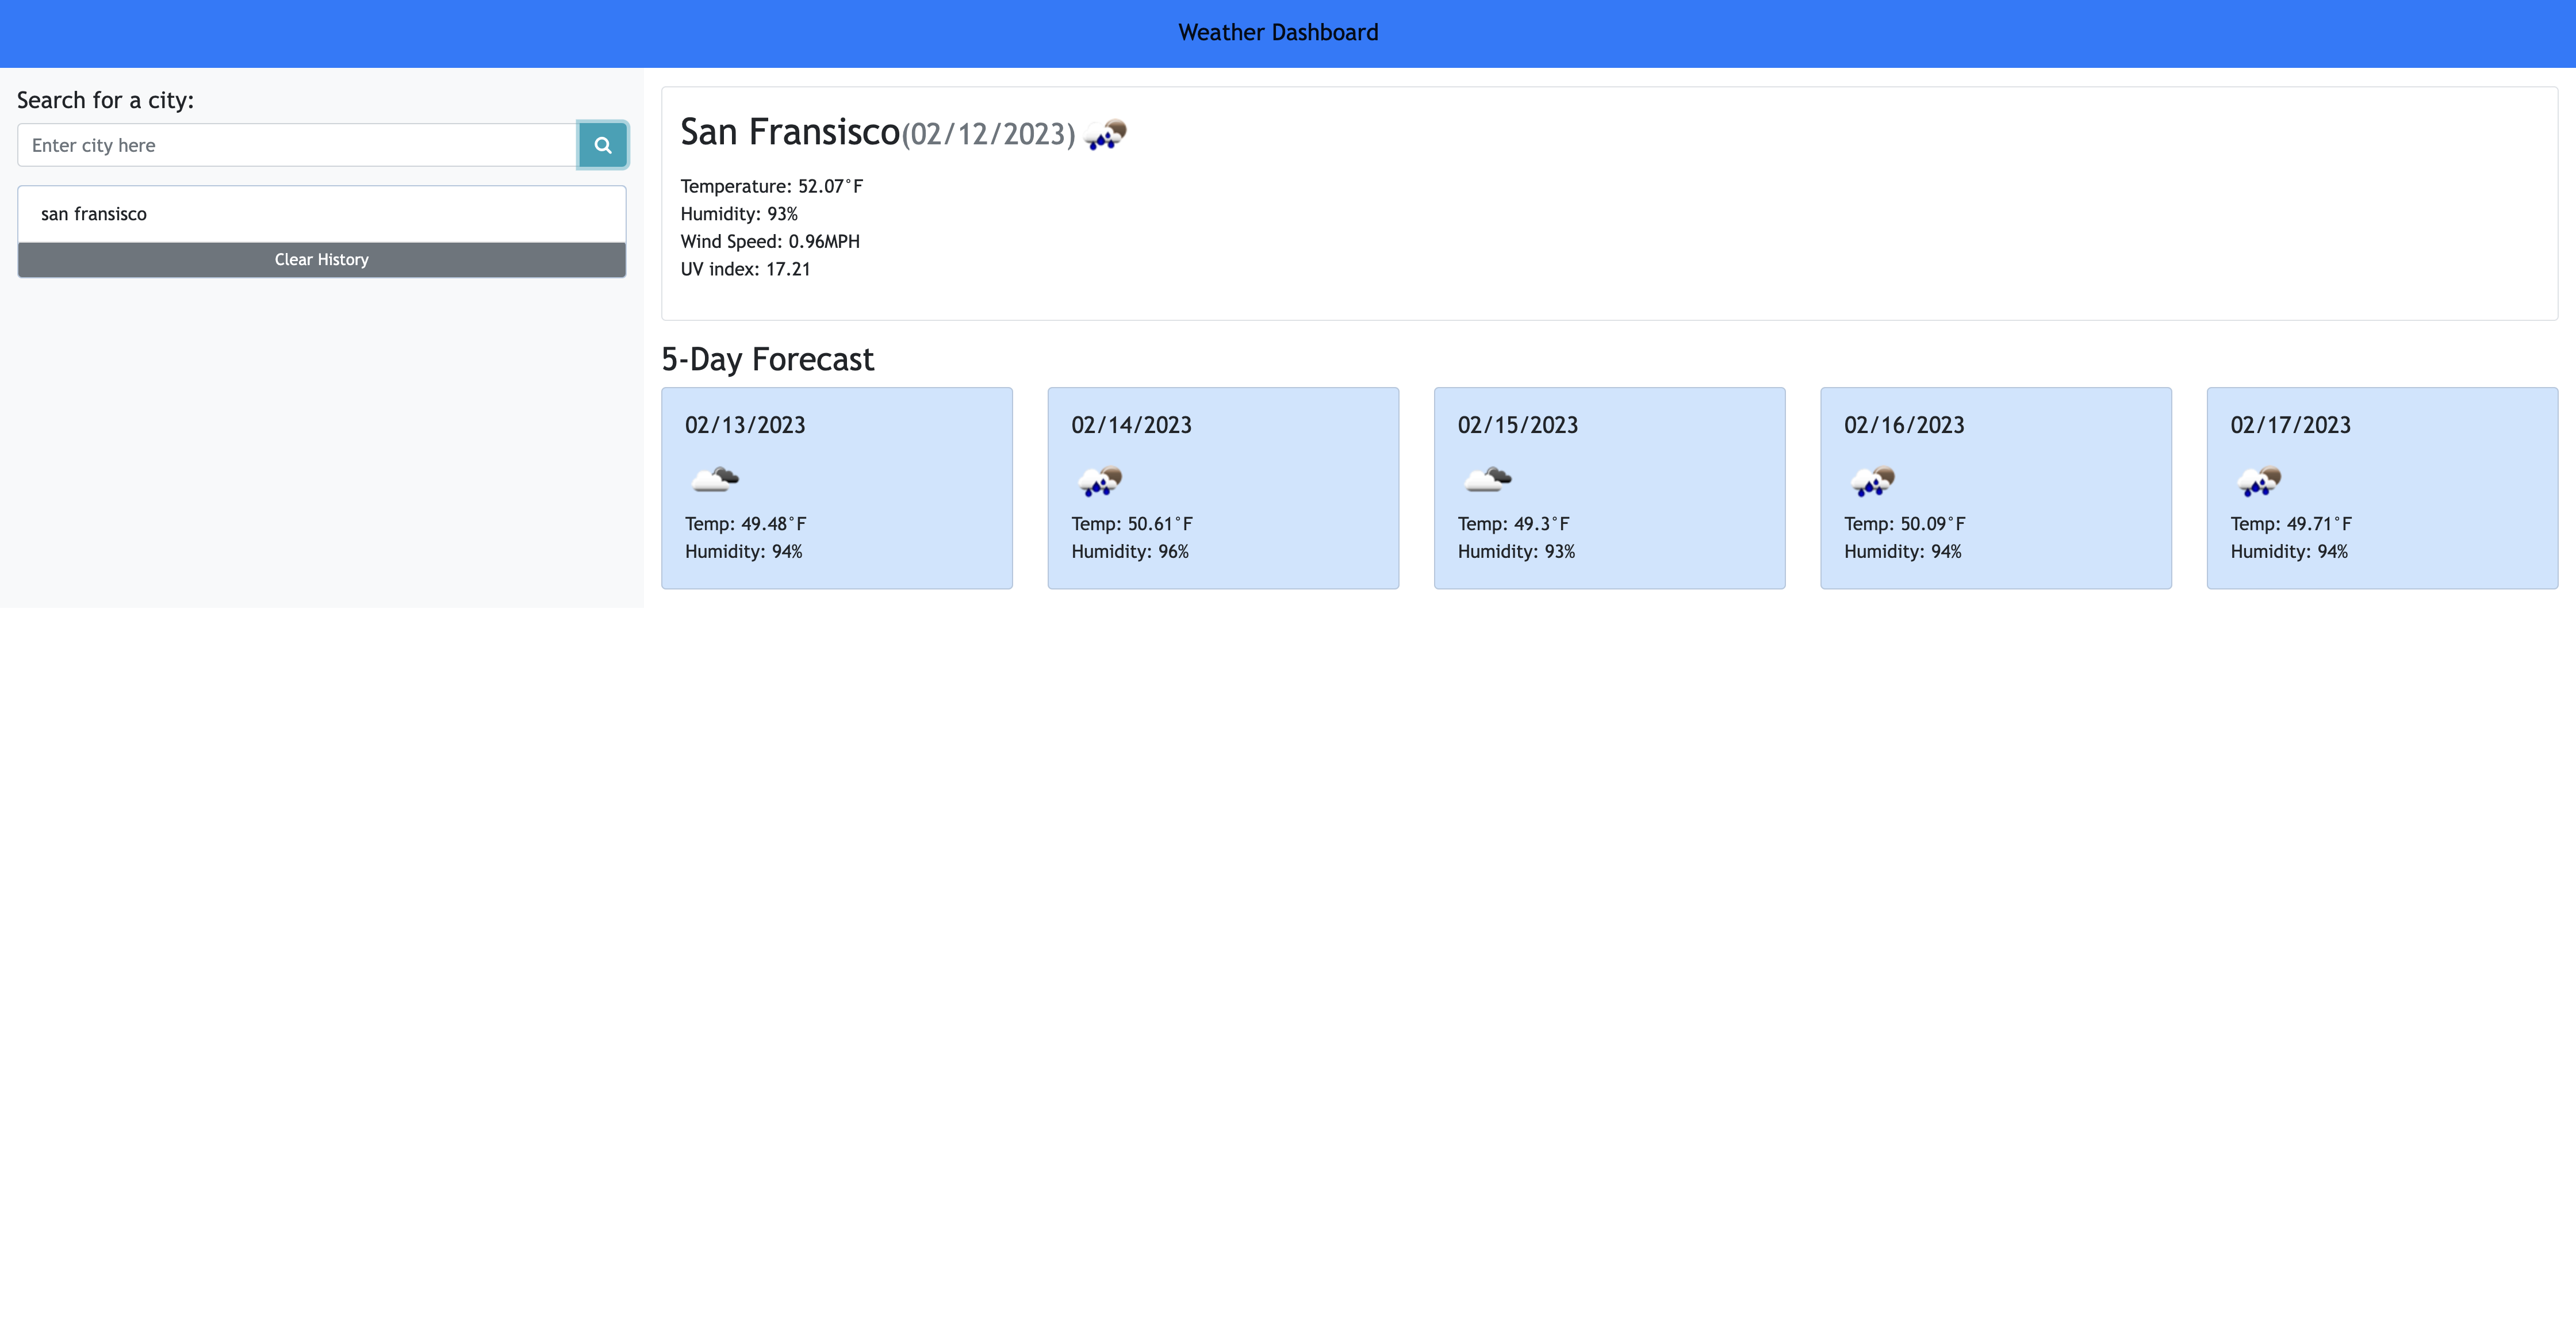 Weather Dashboard
Search for a city:
Enter city here
san fransisco
Clear History
San Fransisco(02/12/2023)
Temperature: 52.07°F
Humidity: 93%
Wind Speed: 0.96MPH
UV index: 17.21
5-Day Forecast
02/13/2023
Temp: 49.48°F
Humidity: 94%
02/14/2023
Temp: 50.61°F
Humidity: 96%
02/15/2023
Temp: 49.3°F
Humidity: 93%
02/16/2023
Temp: 50.09°F
Humidity: 94%
02/17/2023
Temp: 49.71°F
Humidity: 94%